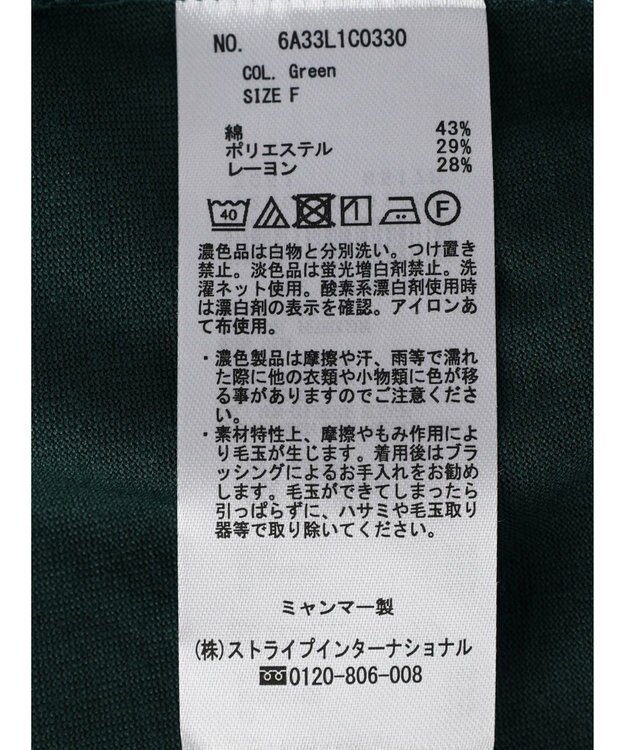 NO. 6A33L1C0330
COL. Green
SIZE F
綿 43%
ポリエステル 29%
レーヨン 28%
40 F
濃色品は白物と分別洗い。つけ置き
禁止。淡色品は蛍光増白剤禁止。洗
濯ネット使用。酸素系漂白剤使用時
は漂白剤の表示を確認。アイロンあ
て布使用。
・濃色製品は摩擦や汗、雨等で濡れ
た際に他の衣類や小物類に色が移
る事がありますのでご注意くださ
い。
・素材特性上、摩擦やもみ作用によ
り毛玉が生じます。着用後はブラ
ッシングによるお手入れをお勧め
します。毛玉ができてしまったら
引っぱらずに、ハサミや毛玉取り
器等で取り除いてください。
ミャンマー製
(株)ストライプインターナショナル
0120-806-008